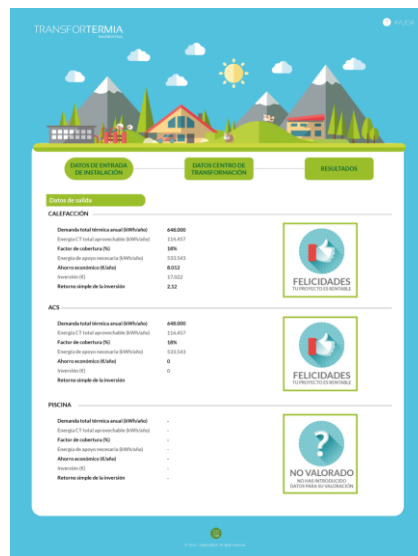 TRANSFORTERMIA
AYUDA
DATOS DE ENTRADA
DE INSTALACIÓN
DATOS CENTRO DE
TRANSFORMACIÓN
RESULTADOS
Datos de salida
CALEFACCIÓN
Demanda total térmica anual (kWh/año) 648.000
Energía CT total aprovechable (kWh/año) 114.457
Factor de cobertura (%) 18%
Energía de apoyo necesaria (kWh/año) 533.543
Ahorro económico (€/año) 8.012
Inversión (€) 17.022
Retorno simple de la inversión 2,12
FELICIDADES
TU PROYECTO ES RENTABLE
ACS
Demanda total térmica anual (kWh/año) 648.000
Energía CT total aprovechable (kWh/año) 114.457
Factor de cobertura (%) 18%
Energía de apoyo necesaria (kWh/año) 533.543
Ahorro económico (€/año) 0
Inversión (€) 0
Retorno simple de la inversión
FELICIDADES
TU PROYECTO ES RENTABLE
PISCINA
Demanda total térmica anual (kWh/año) -
Energía CT total aprovechable (kWh/año) -
Factor de cobertura (%) -
Energía de apoyo necesaria (kWh/año) -
Ahorro económico (€/año) -
Inversión (€) -
Retorno simple de la inversión -
?
NO VALORADO
NO HAS INTRODUCIDO
DATOS PARA SU VALORACIÓN